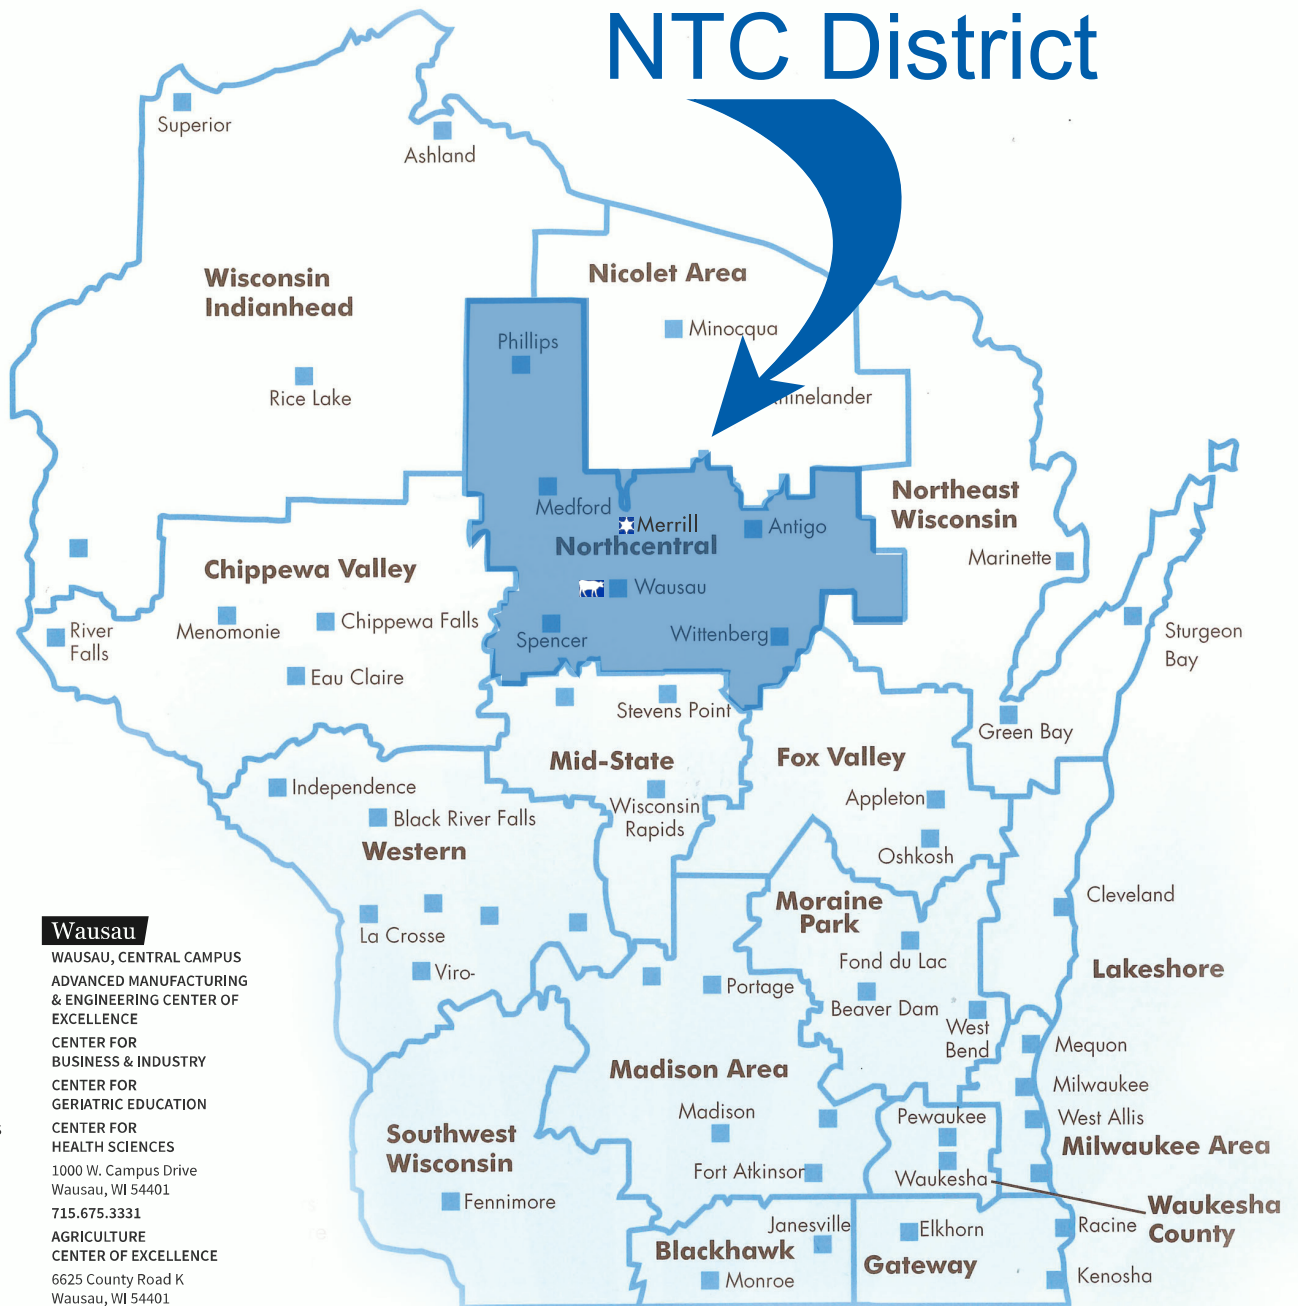 NTC District
Superior
Ashland
Wisconsin
Indianhead
Nicolet Area
Minocqua
Phillips
Rice Lake
Medford
Merrill
Antigo
Northcentral
Northeast
Wisconsin
Marinette
Chippewa Valley
Wausau
Menomonie
Chippewa Falls
River
Falls
Spencer
Wittenberg
Sturgeon
Bay
Eau Claire
Stevens Point
Green Bay
Mid-State
Fox Valley
Independence
Wisconsin
Rapids
Appleton
Black River Falls
Western
Oshkosh
Moraine
Park
Cleveland
La Crosse
Fond du Lac
Lakeshore
Viro-
Portage
Beaver Dam
West
Bend
Mequon
Madison Area
Milwaukee
Madison
Pewaukee
West Allis
Southwest
Wisconsin
Milwaukee Area
Fort Atkinson
Waukesha
Fennimore
Waukesha
County
Janesville
Elkhorn
Racine
Blackhawk
Gateway
Monroe
Kenosha
Wausau
WAUSAU, CENTRAL CAMPUS
ADVANCED MANUFACTURING
& ENGINEERING CENTER OF
EXCELLENCE
CENTER FOR
BUSINESS & INDUSTRY
CENTER FOR
GERIATRIC EDUCATION
CENTER FOR
HEALTH SCIENCES
1000 W. Campus Drive
Wausau, WI 54401
715.675.3331
AGRICULTURE
CENTER OF EXCELLENCE
6625 County Road K
Wausau, WI 54401